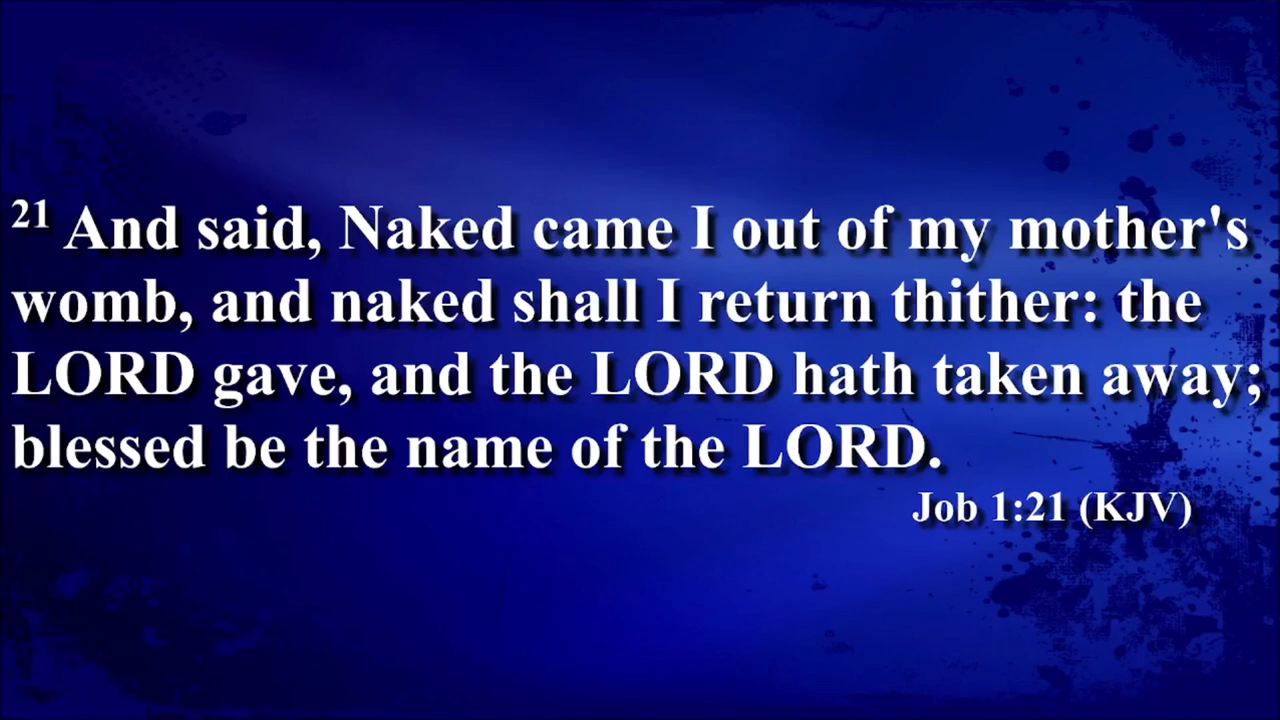 21 And said, Naked came I out of my mother's
womb, and naked shall I return thither: the
LORD gave, and the LORD hath taken away;
blessed be the name of the LORD.
Job 1:21 (KJV)